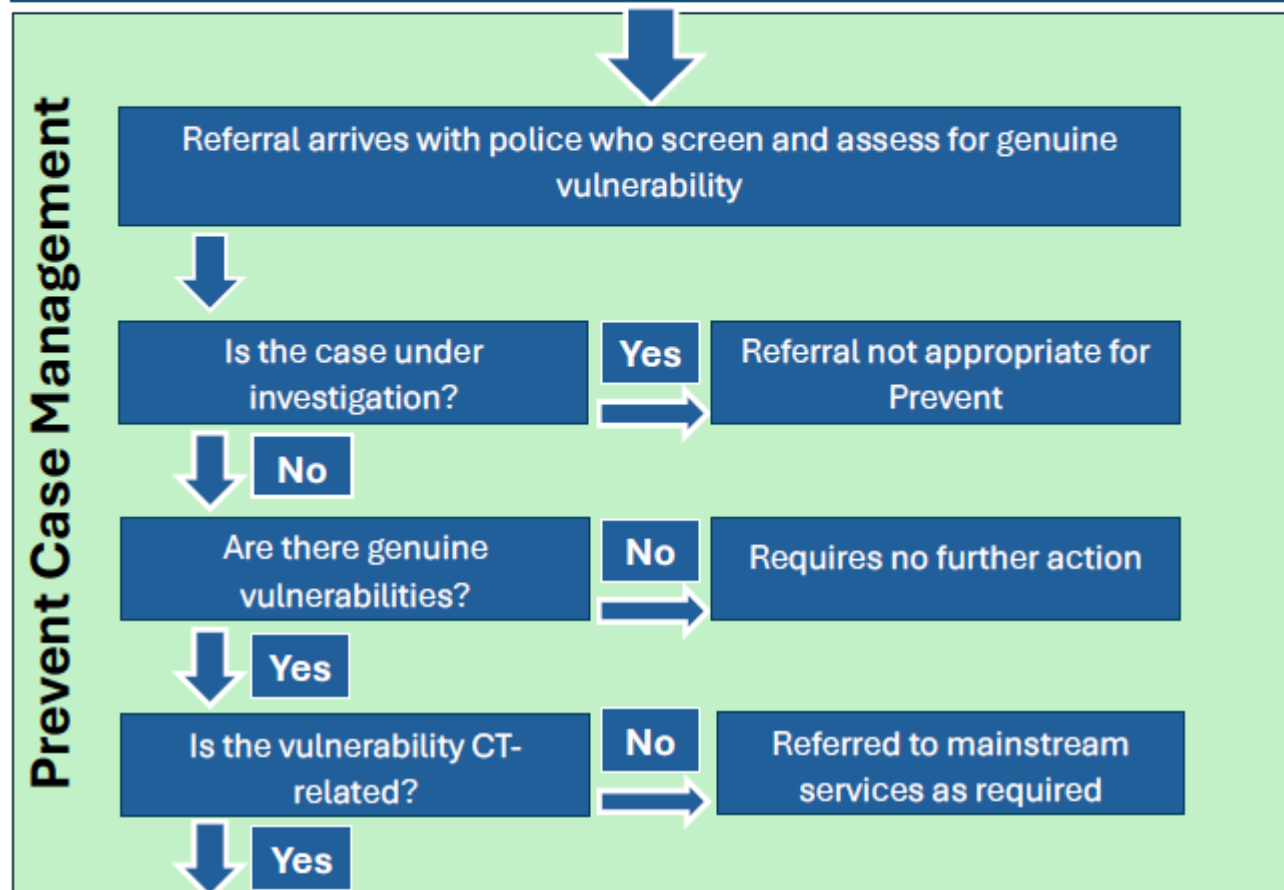 Prevent Case Management
Referral arrives with police who screen and assess for genuine
vulnerability
Is the case under
investigation?
Yes
Referral not appropriate for
Prevent
No
Are there genuine
vulnerabilities?
No
Requires no further action
Yes
Is the vulnerability CT-
related?
No
Referred to mainstream
services as required
Yes